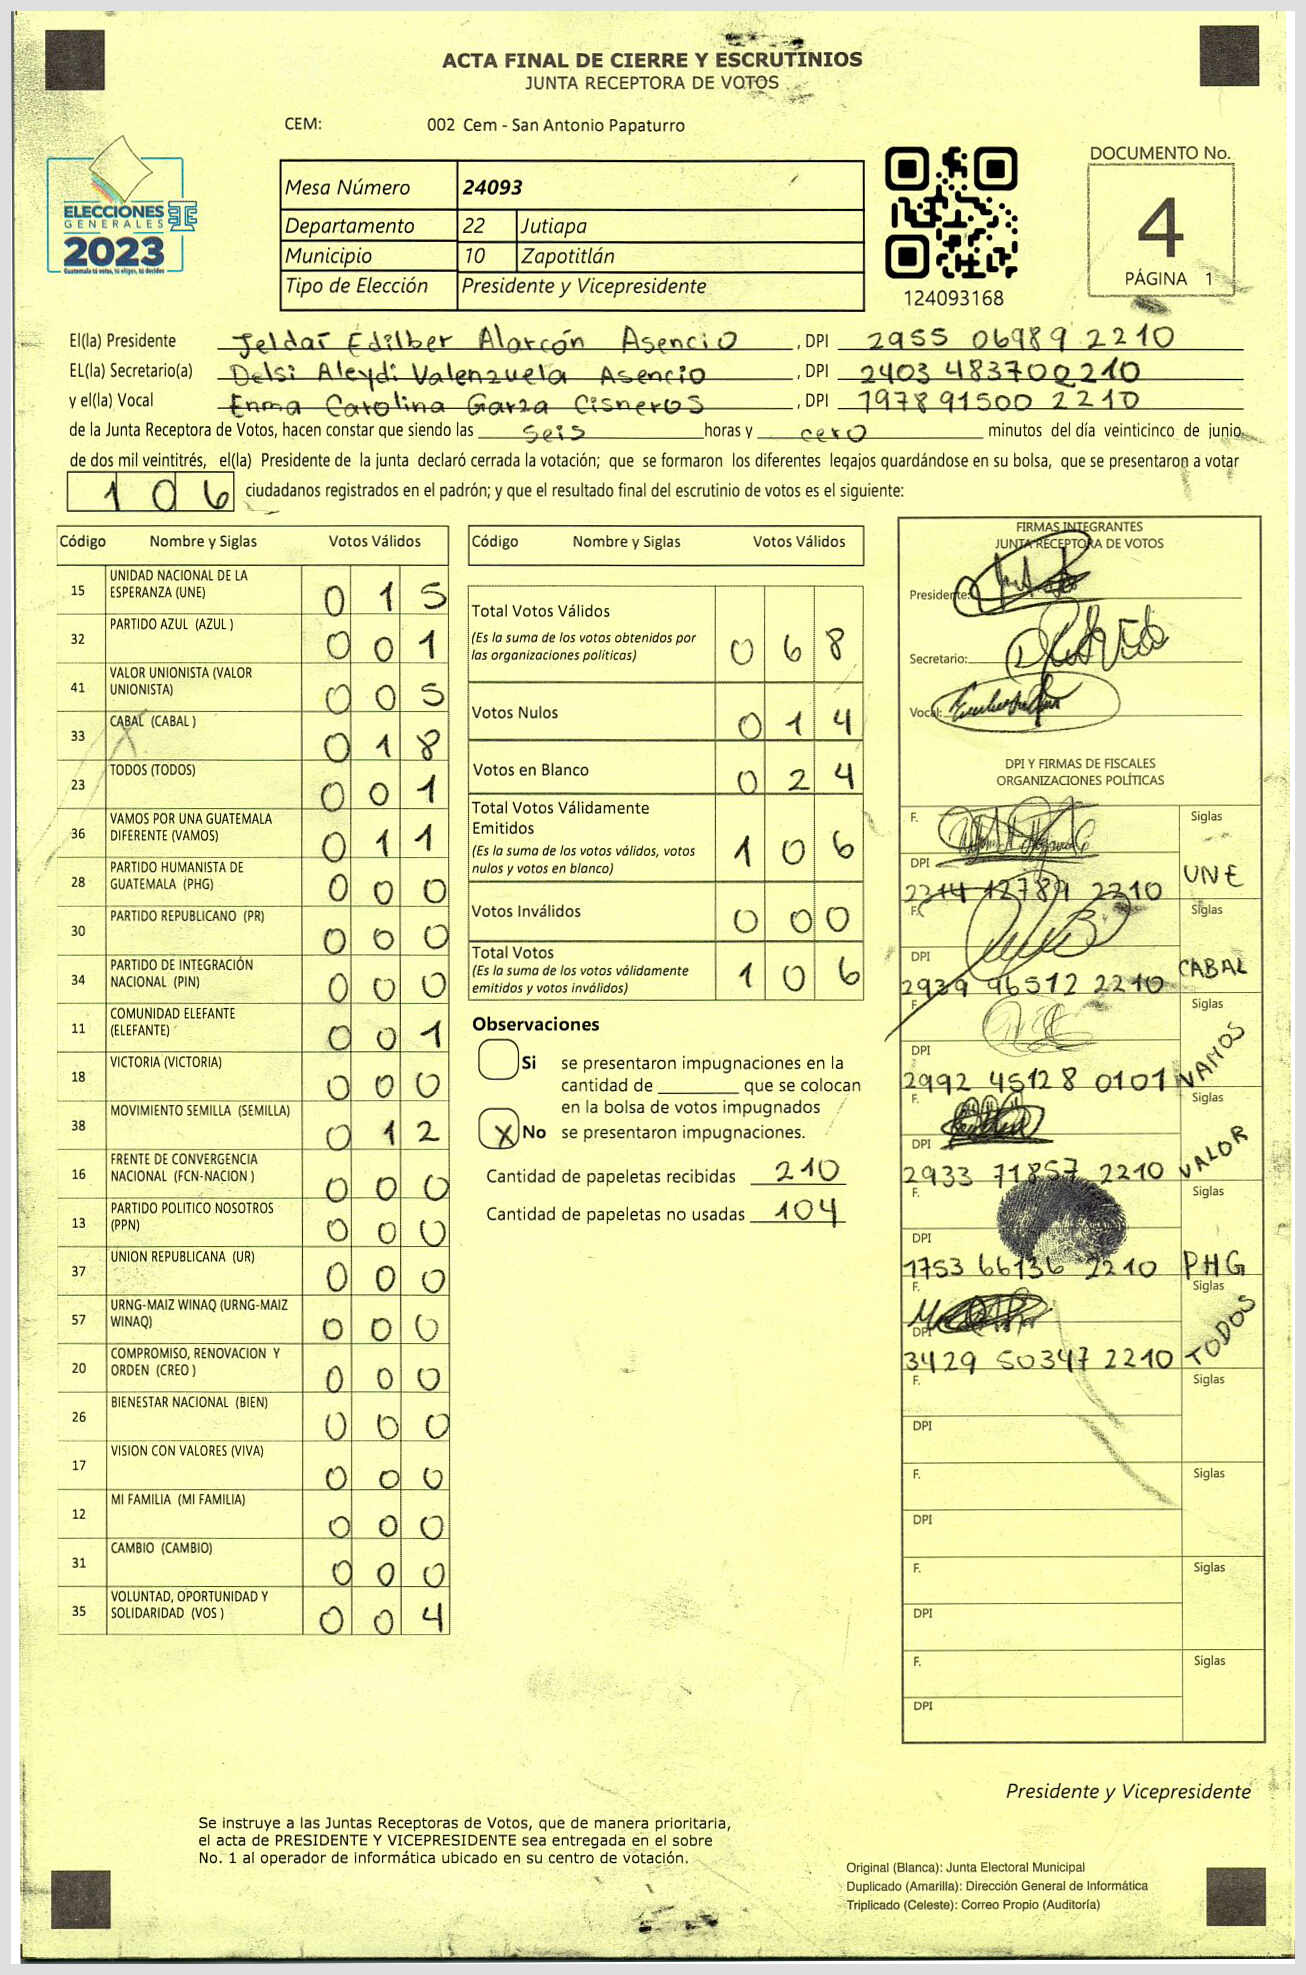 ACTA FINAL DE CIERRE Y ESCRUTINIOS
JUNTA RECEPTORA DE VOTOS
CEM: 002 Cem - San Antonio Papaturro
ELECCIONES
GENERALES
2023
Guatemala tú votas, tú eliges, tú decides
Mesa Número 24093
Departamento 22 Jutiapa
Municipio 10 Zapotitlán
Tipo de Elección Presidente y Vicepresidente
124093168
DOCUMENTO No.
4
PÁGINA 1
El(la) Presidente Jeldaí Edilber Alarcón Asencio , DPI 2955 06989 2210
EL(la) Secretario(a) Delsi Aleydi Valenzuela Asencio , DPI 2403 48370 0210
y el(la) Vocal Enma Carolina Garza Cisneros , DPI 1978 91500 2210
de la Junta Receptora de Votos, hacen constar que siendo las seis horas y cero minutos del día veinticinco de junio
de dos mil veintitrés, el(la) Presidente de la junta declaró cerrada la votación; que se formaron los diferentes legajos quardándose en su bolsa, que se presentaron a votar
106 ciudadanos registrados en el padrón; y que el resultado final del escrutinio de votos es el siguiente:
Código Nombre y Siglas Votos Válidos
15 UNIDAD NACIONAL DE LA ESPERANZA (UNE) 0 1 5
32 PARTIDO AZUL (AZUL ) 0 0 1
41 VALOR UNIONISTA (VALOR UNIONISTA) 0 0 5
33 CABAL (CABAL ) 0 1 8
23 TODOS (TODOS) 0 0 1
36 VAMOS POR UNA GUATEMALA DIFERENTE (VAMOS) 0 1 1
28 PARTIDO HUMANISTA DE GUATEMALA (PHG) 0 0 0
30 PARTIDO REPUBLICANO (PR) 0 0 0
34 PARTIDO DE INTEGRACIÓN NACIONAL (PIN) 0 0 0
11 COMUNIDAD ELEFANTE (ELEFANTE) 0 0 1
18 VICTORIA (VICTORIA) 0 0 0
38 MOVIMIENTO SEMILLA (SEMILLA) 0 1 2
16 FRENTE DE CONVERGENCIA NACIONAL (FCN-NACION ) 0 0 0
13 PARTIDO POLITICO NOSOTROS (PPN) 0 0 0
37 UNION REPUBLICANA (UR) 0 0 0
57 URNG-MAIZ WINAQ (URNG-MAIZ WINAQ) 0 0 0
20 COMPROMISO, RENOVACION Y ORDEN (CREO ) 0 0 0
26 BIENESTAR NACIONAL (BIEN) 0 0 0
17 VISION CON VALORES (VIVA) 0 0 0
12 MI FAMILIA (MI FAMILIA) 0 0 0
31 CAMBIO (CAMBIO) 0 0 0
35 VOLUNTAD, OPORTUNIDAD Y SOLIDARIDAD (VOS ) 0 0 4
Código Nombre y Siglas Votos Válidos
Total Votos Válidos 0 6 8
(Es la suma de los votos obtenidos por
las organizaciones políticas)
Votos Nulos 0 1 4
Votos en Blanco 0 2 4
Total Votos Válidamente
Emitidos 1 0 6
(Es la suma de los votos válidos, votos
nulos y votos en blanco)
Votos Inválidos 0 0 0
Total Votos 1 0 6
(Es la suma de los votos válidamente
emitidos y votos inválidos)
Observaciones
Si se presentaron impugnaciones en la
cantidad de ________ que se colocan
en la bolsa de votos impugnados
X No se presentaron impugnaciones.
Cantidad de papeletas recibidas 210
Cantidad de papeletas no usadas 104
FIRMAS INTEGRANTES
JUNTA RECEPTORA DE VOTOS
Presidente:
Secretario:
Vocal:
DPI Y FIRMAS DE FISCALES
ORGANIZACIONES POLÍTICAS
F. Siglas
DPI 2214 12789 2210 UNE
F. Siglas
DPI 2939 96512 2210 CABAL
F. Siglas
DPI 2992 45128 0101 VAMOS
F. Siglas
DPI 2933 71857 2210 VALOR
F. Siglas
DPI 1753 66136 2210 PHG
F. Siglas
DPI 3429 50347 2210 TODOS
F. Siglas
DPI
F. Siglas
DPI
F. Siglas
DPI
F. Siglas
DPI
Presidente y Vicepresidente
Se instruye a las Juntas Receptoras de Votos, que de manera prioritaria,
el acta de PRESIDENTE Y VICEPRESIDENTE sea entregada en el sobre
No. 1 al operador de informática ubicado en su centro de votación.
Original (Blanca): Junta Electoral Municipal
Duplicado (Amarilla): Dirección General de Informática
Triplicado (Celeste): Correo Propio (Auditoría)